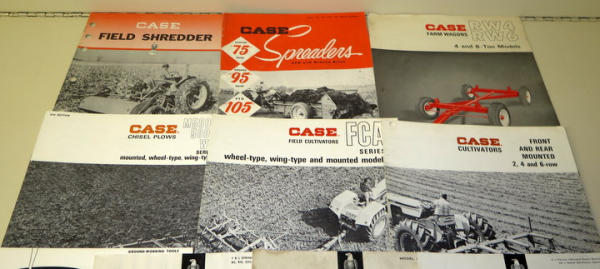 CASE
FIELD SHREDDER
CASE
Spreaders
75
95
105
CASE
FARM WAGONS
RW4
RW6
4 and 6-Ton Models
CASE
CHISEL PLOWS
SERIES
mounted, wheel-type, wing-type
CASE
FIELD CULTIVATORS
FCA
SERIES
wheel-type, wing-type and mounted models
CASE
CULTIVATORS
FRONT
AND REAR
MOUNTED
2, 4 and 6-row
GROUND-WORKING TOOLS